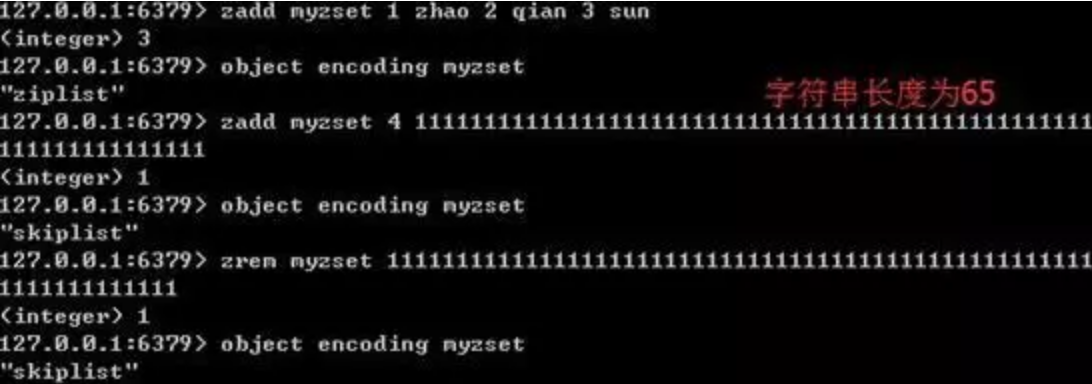 127.0.0.1:6379> zadd myzset 1 zhao 2 qian 3 sun
(integer) 3
127.0.0.1:6379> object encoding myzset
"ziplist"
字符串长度为65
127.0.0.1:6379> zadd myzset 4 11111111111111111111111111111111111111111111111111
111111111111111
(integer) 1
127.0.0.1:6379> object encoding myzset
"skiplist"
127.0.0.1:6379> zrem myzset 1111111111111111111111111111111111111111111111111111
1111111111111
(integer) 1
127.0.0.1:6379> object encoding myzset
"skiplist"